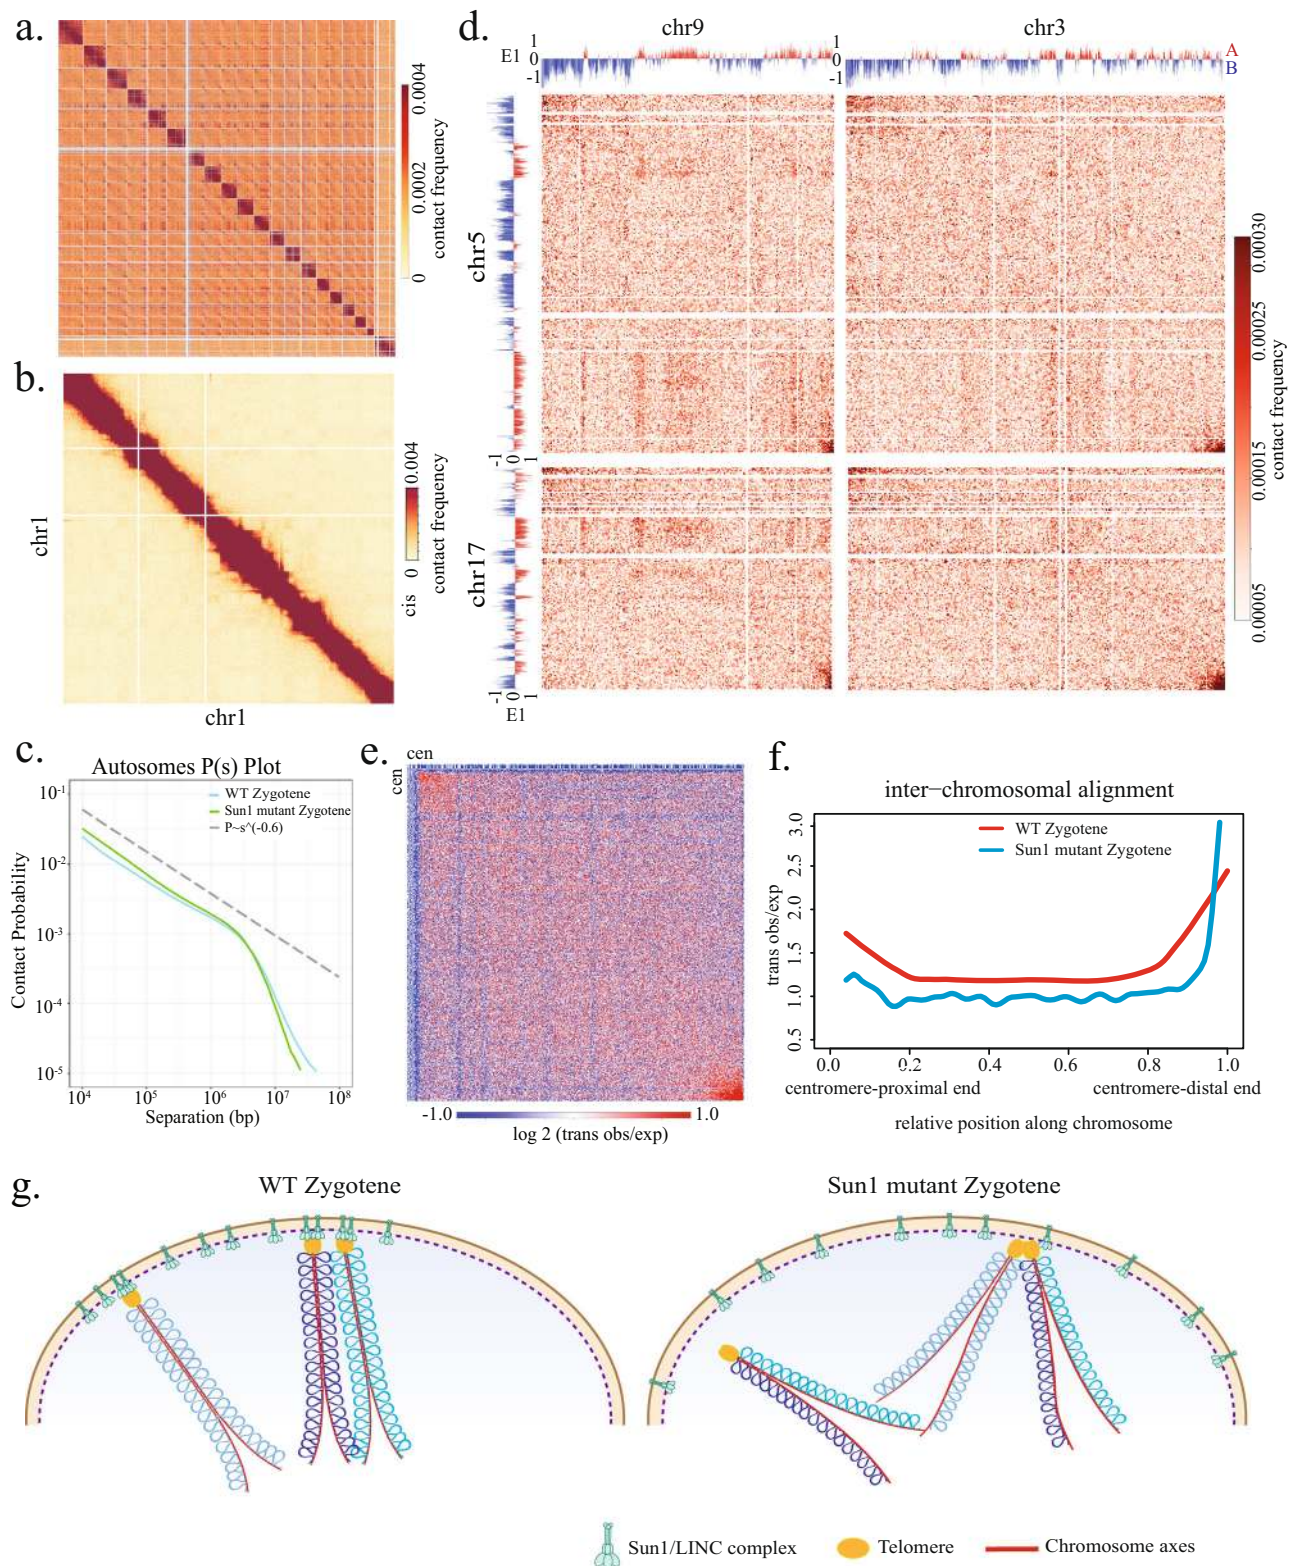 a.
0.0004
0.0002
0
contact frequency
b.
chr1
chr1
cis
0
0.004
contact frequency
c.
Autosomes P(s) Plot
WT Zygotene
Sun1 mutant Zygotene
P~s^(-0.6)
10⁻¹
10⁻²
10⁻³
10⁻⁴
10⁻⁵
Contact Probability
10⁴ 10⁵ 10⁶ 10⁷ 10⁸
Separation (bp)
d.
chr9 chr3
E1
1
0
-1
1
0
-1
A
B
chr5
-1 0 1
chr17
-1 0 1
E1
0.00030
0.00025
0.00015
0.00005
contact frequency
e.
cen
cen
-1.0 1.0
log 2 (trans obs/exp)
f.
inter−chromosomal alignment
WT Zygotene
Sun1 mutant Zygotene
3.0
2.5
2.0
1.5
1.0
0.5
trans obs/exp
0.0 0.2 0.4 0.6 0.8 1.0
centromere-proximal end centromere-distal end
relative position along chromosome
g.
WT Zygotene Sun1 mutant Zygotene
Sun1/LINC complex Telomere Chromosome axes